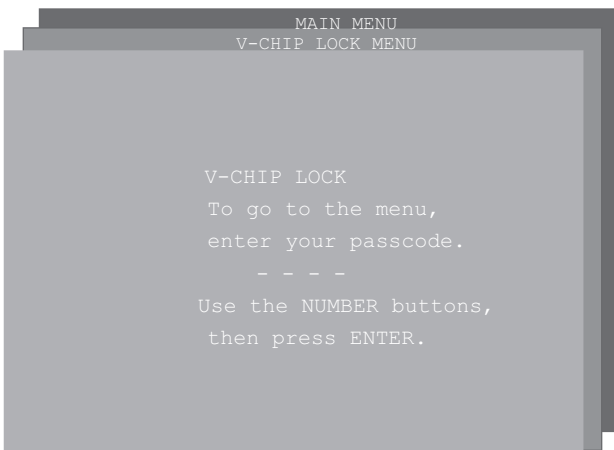 MAIN MENU
V-CHIP LOCK MENU
V-CHIP LOCK
To go to the menu,
enter your passcode.
- - - -
Use the NUMBER buttons,
then press ENTER.